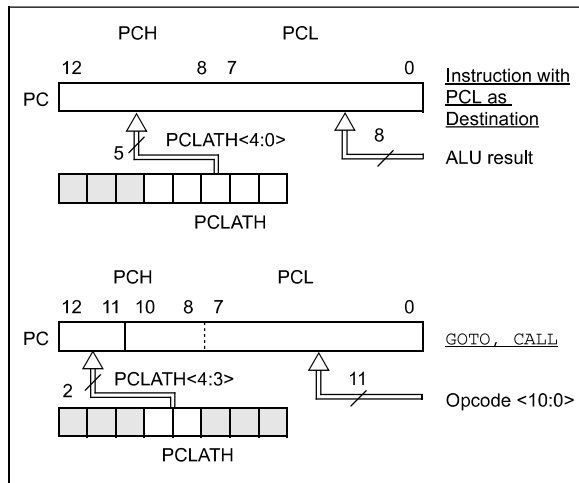 PCH PCL
12 8 7 0
PC
Instruction with
PCL as
Destination
PCLATH<4:0>
5
8
ALU result
PCLATH
PCH PCL
12 11 10 8 7 0
PC
GOTO, CALL
PCLATH<4:3>
2
11
Opcode <10:0>
PCLATH